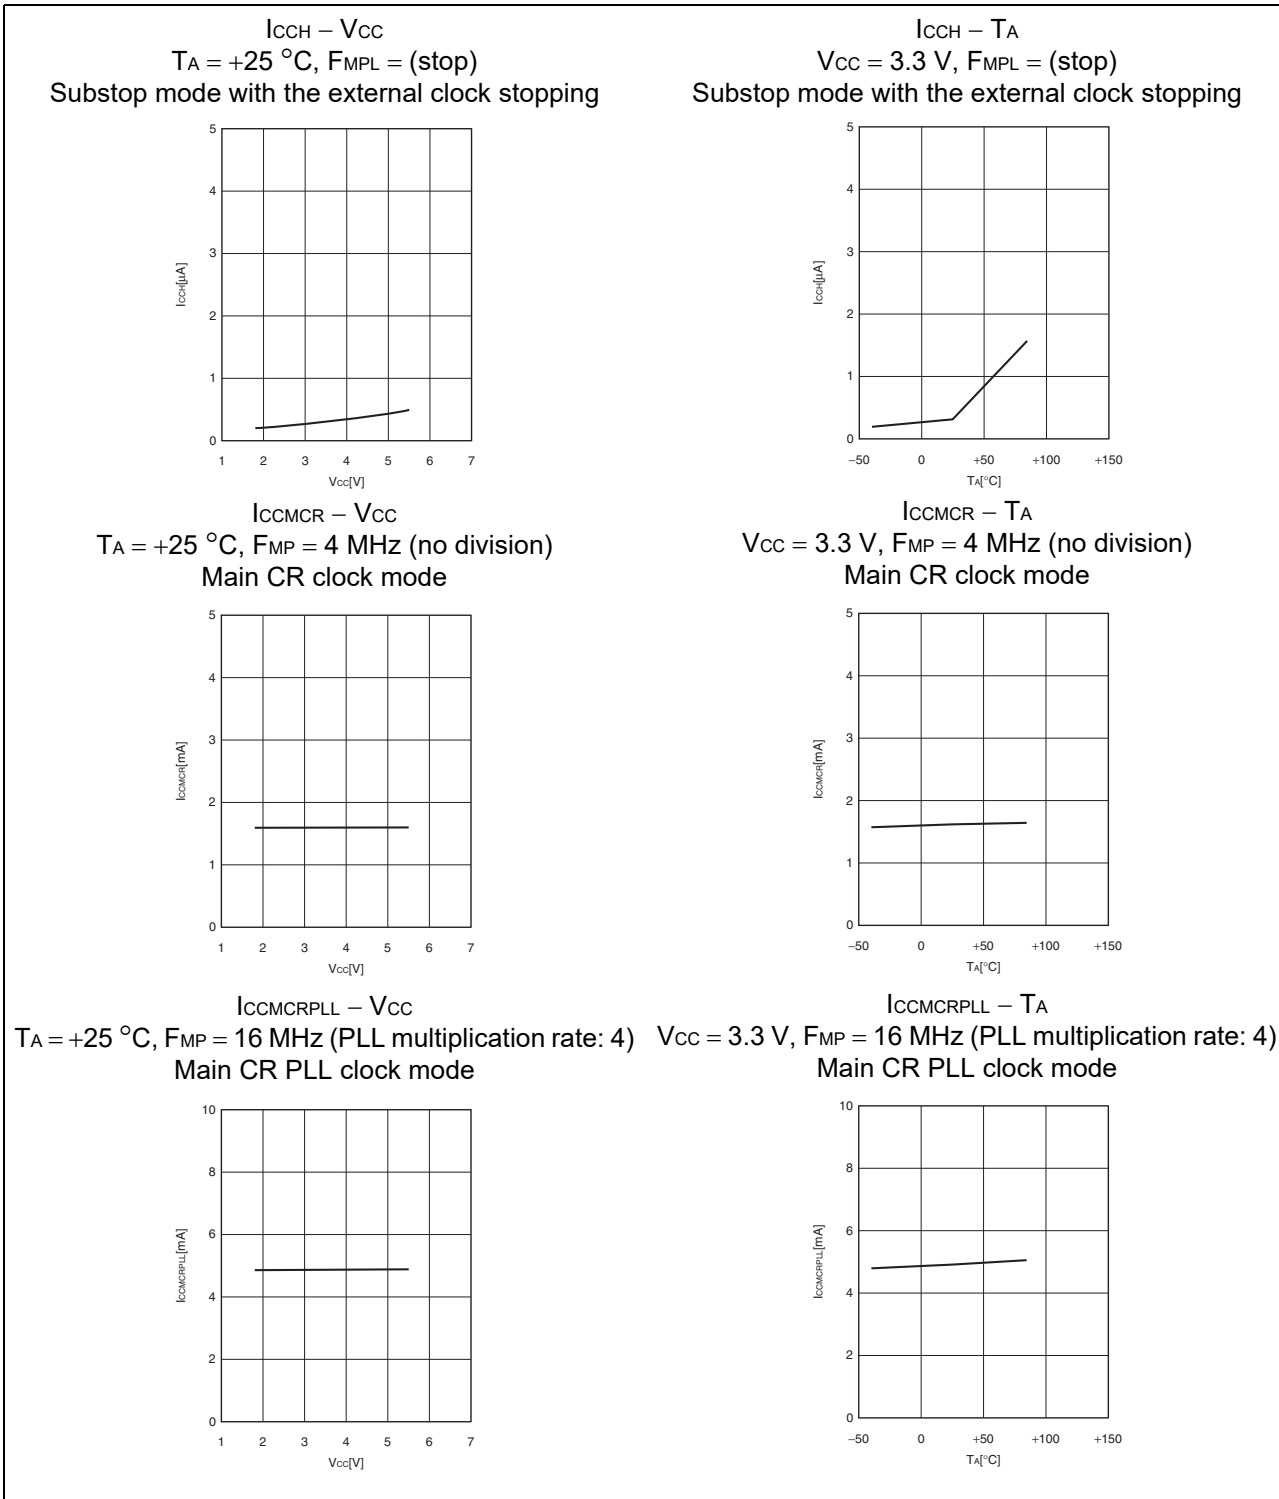 ICCH − VCC
TA = +25 °C, FMPL = (stop)
Substop mode with the external clock stopping
5
4
3
2
1
0
ICCH[μA]
1 2 3 4 5 6 7
VCC[V]
ICCH − TA
VCC = 3.3 V, FMPL = (stop)
Substop mode with the external clock stopping
5
4
3
2
1
0
ICCH[μA]
−50 0 +50 +100 +150
TA[°C]
ICCMCR − VCC
TA = +25 °C, FMP = 4 MHz (no division)
Main CR clock mode
5
4
3
2
1
0
ICCMCR[mA]
1 2 3 4 5 6 7
VCC[V]
ICCMCR − TA
VCC = 3.3 V, FMP = 4 MHz (no division)
Main CR clock mode
5
4
3
2
1
0
ICCMCR[mA]
−50 0 +50 +100 +150
TA[°C]
ICCMCRPLL − VCC
TA = +25 °C, FMP = 16 MHz (PLL multiplication rate: 4)
Main CR PLL clock mode
10
8
6
4
2
0
ICCMCRPLL[mA]
1 2 3 4 5 6 7
VCC[V]
ICCMCRPLL − TA
VCC = 3.3 V, FMP = 16 MHz (PLL multiplication rate: 4)
Main CR PLL clock mode
10
8
6
4
2
0
ICCMCRPLL[mA]
−50 0 +50 +100 +150
TA[°C]